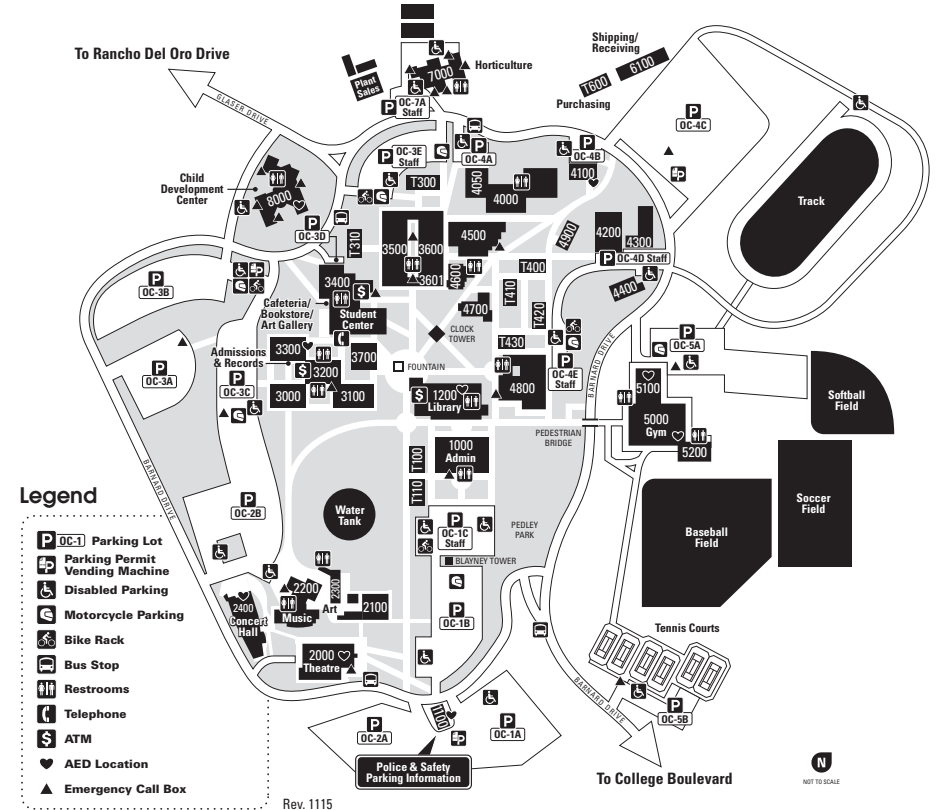 To Rancho Del Oro Drive
GLASER DRIVE
Plant
Sales
7000
Horticulture
P
OC-7A
Staff
Shipping/
Receiving
6100
T600
Purchasing
P
OC-4C
Track
P
OC-3E
Staff
P
OC-4A
P
OC-4B
4100
Child
Development
Center
8000
T300
4050
4000
P
OC-3D
T310
3500
3600
3601
4500
4600
4900
4200
4300
P OC-4D Staff
4400
P
OC-3B
3400
Cafeteria/
Bookstore/
Art Gallery
$
Student
Center
T400
T410
T420
4700
CLOCK
TOWER
T430
P
OC-3A
Admissions
& Records
3300
$
3200
3700
3000
3100
P
OC-3C
FOUNTAIN
$
1200
Library
4800
P
OC-4E
Staff
BARNARD DRIVE
P
OC-5A
5100
5000
Gym
5200
Softball
Field
PEDESTRIAN
BRIDGE
1000
Admin
T100
T110
BARNARD DRIVE
P
OC-2B
Water
Tank
P
OC-1C
Staff
PEDLEY
PARK
BLAYNEY TOWER
Baseball
Field
Soccer
Field
2400
Concert
Hall
2200
Music
2300
Art
2100
P
OC-1B
2000
Theatre
Tennis Courts
BARNARD DRIVE
P
OC-5B
P
OC-2A
1100
P
OC-1A
Police & Safety
Parking Information
To College Boulevard
N
NOT TO SCALE
Legend
P OC-1 Parking Lot
P Parking Permit
Vending Machine
Disabled Parking
Motorcycle Parking
Bike Rack
Bus Stop
Restrooms
Telephone
$ ATM
AED Location
Emergency Call Box
Rev. 1115